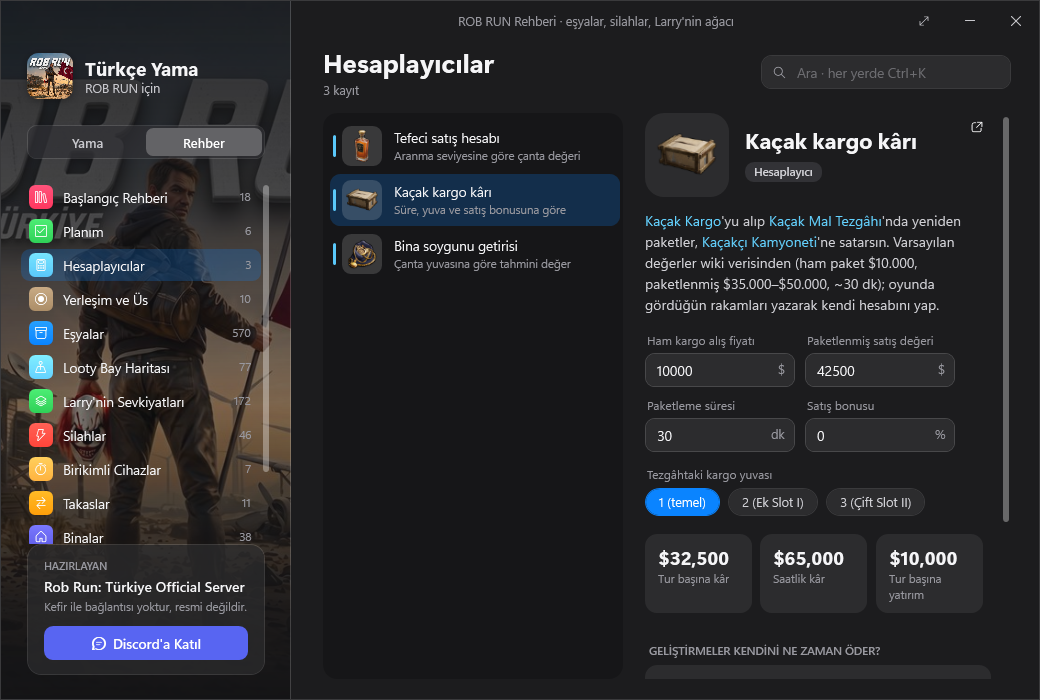 ROB RUN Rehberi · eşyalar, silahlar, Larry'nin ağacı
ROB RUN
Türkçe Yama
ROB RUN için
Yama
Rehber
TÜRKİYE
Başlangıç Rehberi 18
Planım 6
Hesaplayıcılar 3
Yerleşim ve Üs 10
Eşyalar 570
Looty Bay Haritası 77
Larry'nin Sevkiyatları 172
Silahlar 46
Birikimli Cihazlar 7
Takaslar 11
Binalar 38
HAZIRLAYAN
Rob Run: Türkiye Official Server
Kefir ile bağlantısı yoktur, resmi değildir.
Discord'a Katıl
Hesaplayıcılar
3 kayıt
Ara · her yerde Ctrl+K
Tefeci satış hesabı
Aranma seviyesine göre çanta değeri
Kaçak kargo kârı
Süre, yuva ve satış bonusuna göre
Bina soygunu getirisi
Çanta yuvasına göre tahmini değer
Kaçak kargo kârı
Hesaplayıcı
Kaçak Kargo'yu alıp Kaçak Mal Tezgâhı'nda yeniden
paketler, Kaçakçı Kamyoneti'ne satarsın. Varsayılan
değerler wiki verisinden (ham paket $10.000,
paketlenmiş $35.000–$50.000, ~30 dk); oyunda
gördüğün rakamları yazarak kendi hesabını yap.
Ham kargo alış fiyatı
10000 $
Paketlenmiş satış değeri
42500 $
Paketleme süresi
30 dk
Satış bonusu
0 %
Tezgâhtaki kargo yuvası
1 (temel)
2 (Ek Slot I)
3 (Çift Slot II)
$32,500
Tur başına kâr
$65,000
Saatlik kâr
$10,000
Tur başına
yatırım
GELİŞTİRMELER KENDİNİ NE ZAMAN ÖDER?